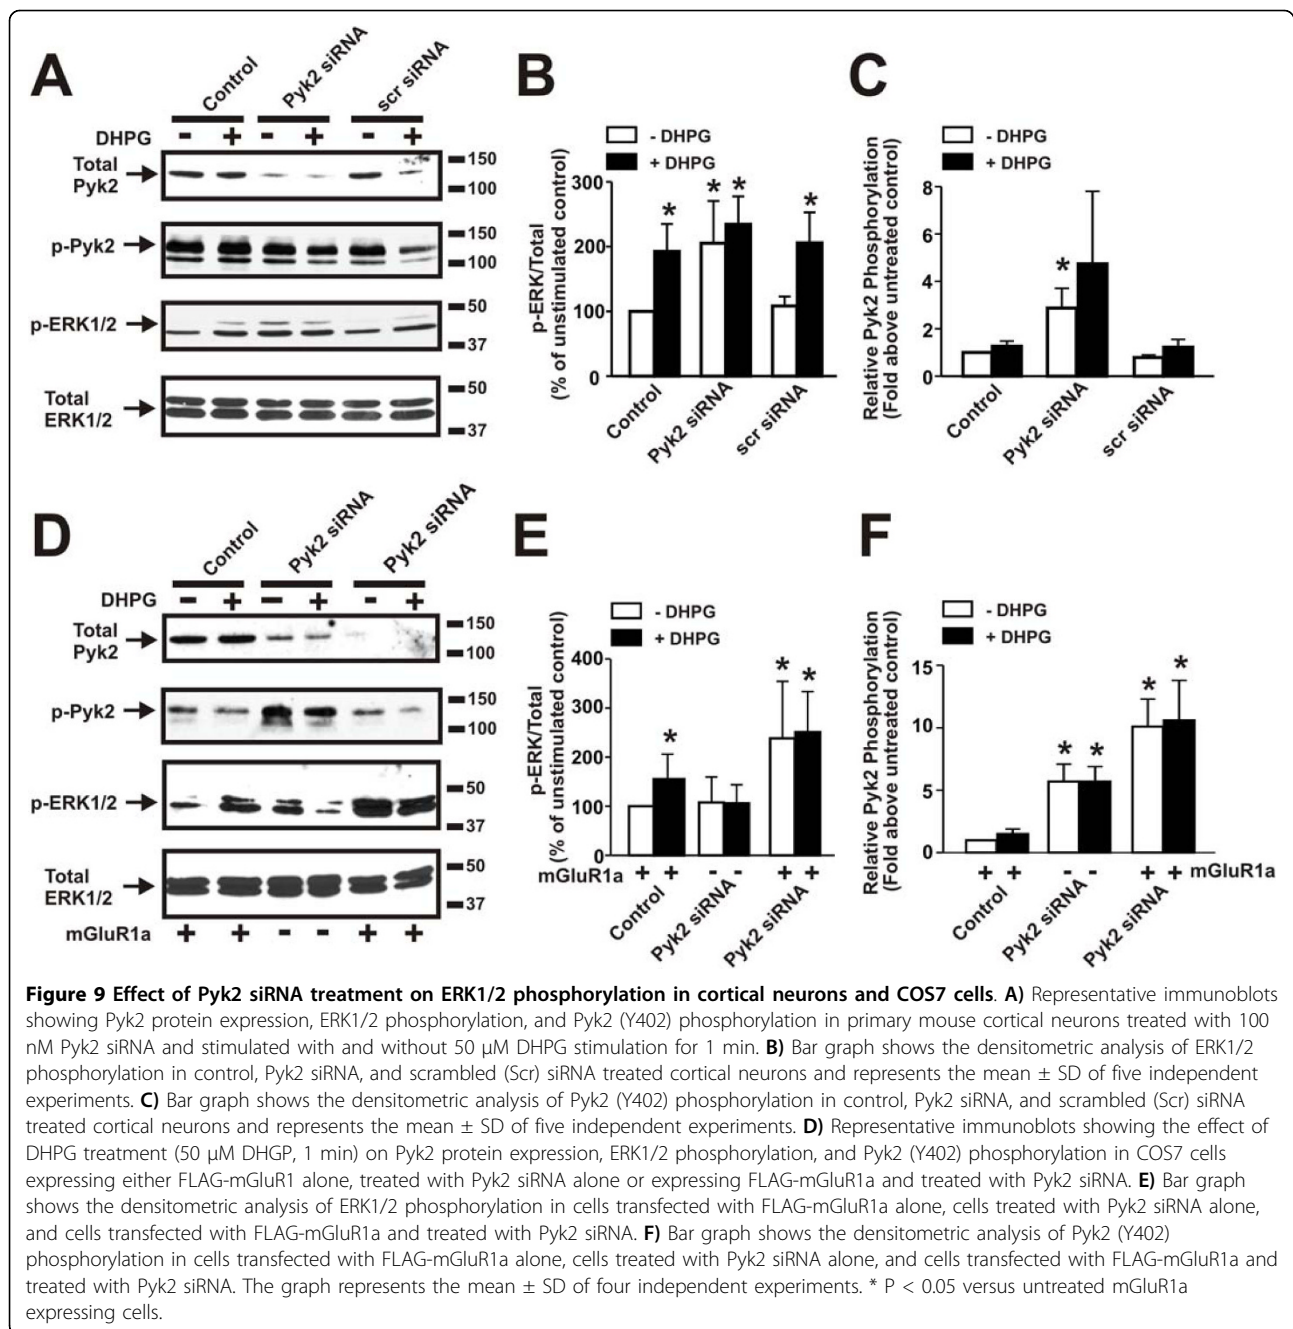 A
Control
Pyk2 siRNA
scr siRNA
DHPG
- + - + - +
Total
Pyk2
150
100
p-Pyk2
150
100
p-ERK1/2
50
37
Total
ERK1/2
50
37
B
- DHPG
+ DHPG
p-ERK/Total
(% of unstimulated control)
300
200
100
0
* * * *
Control
Pyk2 siRNA
scr siRNA
C
- DHPG
+ DHPG
Relative Pyk2 Phosphorylation
(Fold above untreated control)
8
6
4
2
0
*
Control
Pyk2 siRNA
scr siRNA
D
Control
Pyk2 siRNA
Pyk2 siRNA
DHPG
- + - + - +
Total
Pyk2
150
100
p-Pyk2
150
100
p-ERK1/2
50
37
Total
ERK1/2
50
37
mGluR1a
+ + - - + +
E
- DHPG
+ DHPG
p-ERK/Total
(% of unstimulated control)
400
300
200
100
0
* * *
mGluR1a + + - - + +
Control
Pyk2 siRNA
Pyk2 siRNA
F
- DHPG
+ DHPG
Relative Pyk2 Phosphorylation
(Fold above untreated control)
15
10
5
0
* * * *
+ + - - + + mGluR1a
Control
Pyk2 siRNA
Pyk2 siRNA
Figure 9 Effect of Pyk2 siRNA treatment on ERK1/2 phosphorylation in cortical neurons and COS7 cells. A) Representative immunoblots
showing Pyk2 protein expression, ERK1/2 phosphorylation, and Pyk2 (Y402) phosphorylation in primary mouse cortical neurons treated with 100
nM Pyk2 siRNA and stimulated with and without 50 μM DHPG stimulation for 1 min. B) Bar graph shows the densitometric analysis of ERK1/2
phosphorylation in control, Pyk2 siRNA, and scrambled (Scr) siRNA treated cortical neurons and represents the mean ± SD of five independent
experiments. C) Bar graph shows the densitometric analysis of Pyk2 (Y402) phosphorylation in control, Pyk2 siRNA, and scrambled (Scr) siRNA
treated cortical neurons and represents the mean ± SD of five independent experiments. D) Representative immunoblots showing the effect of
DHPG treatment (50 μM DHGP, 1 min) on Pyk2 protein expression, ERK1/2 phosphorylation, and Pyk2 (Y402) phosphorylation in COS7 cells
expressing either FLAG-mGluR1 alone, treated with Pyk2 siRNA alone or expressing FLAG-mGluR1a and treated with Pyk2 siRNA. E) Bar graph
shows the densitometric analysis of ERK1/2 phosphorylation in cells transfected with FLAG-mGluR1a alone, cells treated with Pyk2 siRNA alone,
and cells transfected with FLAG-mGluR1a and treated with Pyk2 siRNA. F) Bar graph shows the densitometric analysis of Pyk2 (Y402)
phosphorylation in cells transfected with FLAG-mGluR1a alone, cells treated with Pyk2 siRNA alone, and cells transfected with FLAG-mGluR1a and
treated with Pyk2 siRNA. The graph represents the mean ± SD of four independent experiments. * P < 0.05 versus untreated mGluR1a
expressing cells.